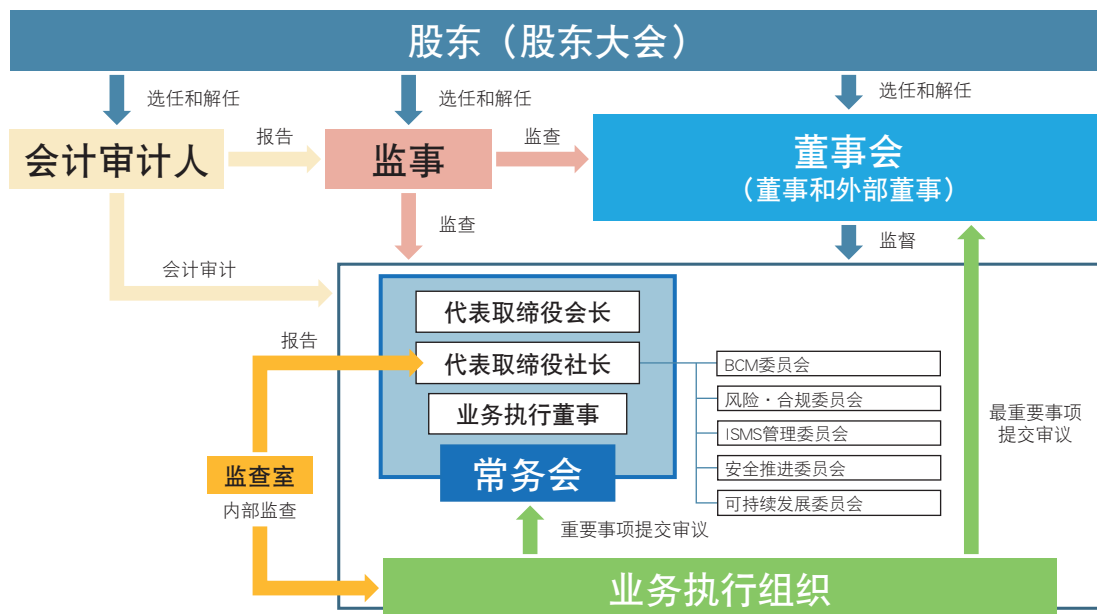 股东（股东大会）
选任和解任
选任和解任
选任和解任
会计审计人
报告
监事
监查
董事会
（董事和外部董事）
监查
监督
会计审计
代表取缔役会长
报告
代表取缔役社长
BCM委员会
风险·合规委员会
业务执行董事
ISMS管理委员会
最重要事项
提交审议
常务会
安全推进委员会
监查室
可持续发展委员会
内部监查
重要事项提交审议
业务执行组织